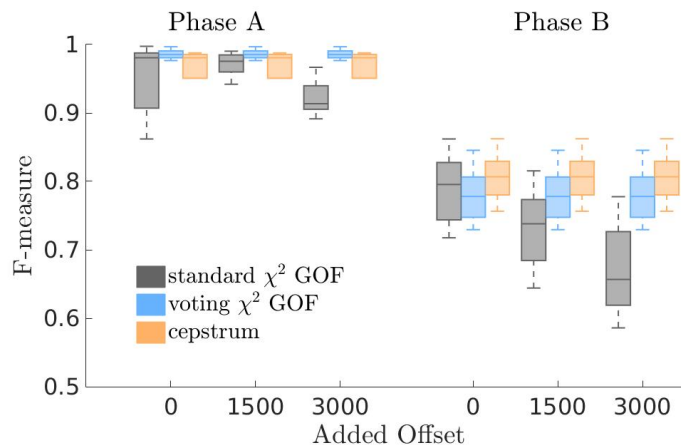 Phase A
Phase B
1
0.9
0.8
0.7
0.6
0.5
F-measure
standard χ² GOF
voting χ² GOF
cepstrum
0 1500 3000 0 1500 3000
Added Offset